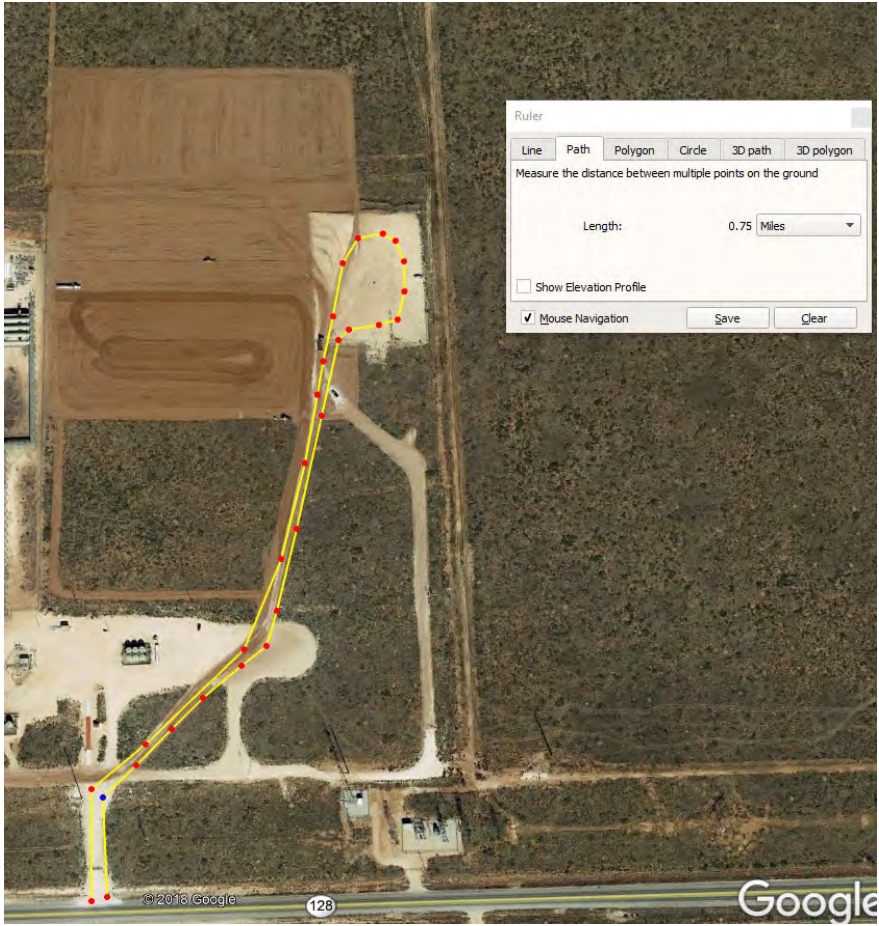 Ruler
Line Path Polygon Circle 3D path 3D polygon
Measure the distance between multiple points on the ground
Length: 0.75 Miles
Show Elevation Profile
Mouse Navigation Save Clear
© 2018 Google
128
Google